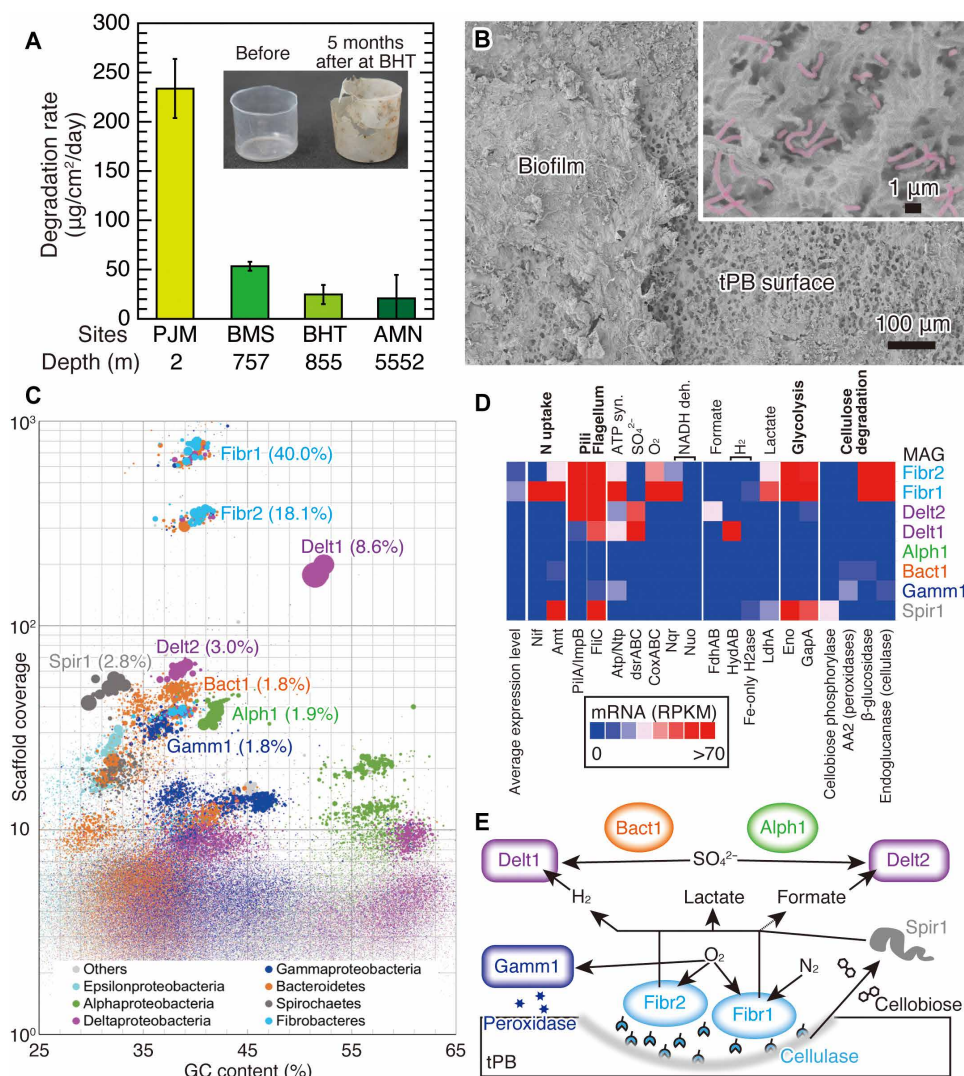 A
300
250
200
150
100
50
0
Degradation rate
(μg/cm²/day)
Before
5 months
after at BHT
Sites PJM BMS BHT AMN
Depth (m) 2 757 855 5552
B
Biofilm
tPB surface
1 μm
100 μm
C
10³
10²
10
10⁰
Scaffold coverage
Fibr1 (40.0%)
Fibr2 (18.1%)
Delt1 (8.6%)
Delt2 (3.0%)
Spir1 (2.8%)
Bact1 (1.8%)
Alph1 (1.9%)
Gamm1 (1.8%)
Others
Epsilonproteobacteria
Alphaproteobacteria
Deltaproteobacteria
Gammaproteobacteria
Bacteroidetes
Spirochaetes
Fibrobacteres
25 35 45 55 65
GC content (%)
D
N uptake
Pili
Flagellum
ATP syn.
SO₄²⁻
O₂
NADH deh.
Formate
H₂
Lactate
Glycolysis
Cellulose
degradation
MAG
Fibr2
Fibr1
Delt2
Delt1
Alph1
Bact1
Gamm1
Spir1
Average expression level
Nif
Amt
PilA/ImpB
FliC
Atp/Ntp
dsrABC
CoxABC
Nqr
Nuo
FdhAB
HydAB
Fe-only H2ase
LdhA
Eno
GapA
Cellobiose phosphorylase
AA2 (peroxidases)
β-glucosidase
Endoglucanase (cellulase)
mRNA (RPKM)
0 >70
E
Bact1 Alph1
Delt1 SO₄²⁻ Delt2
H₂ Lactate Formate
Spir1
Gamm1 O₂ N₂
Peroxidase Fibr2 Fibr1 Cellobiose
Cellulase
tPB